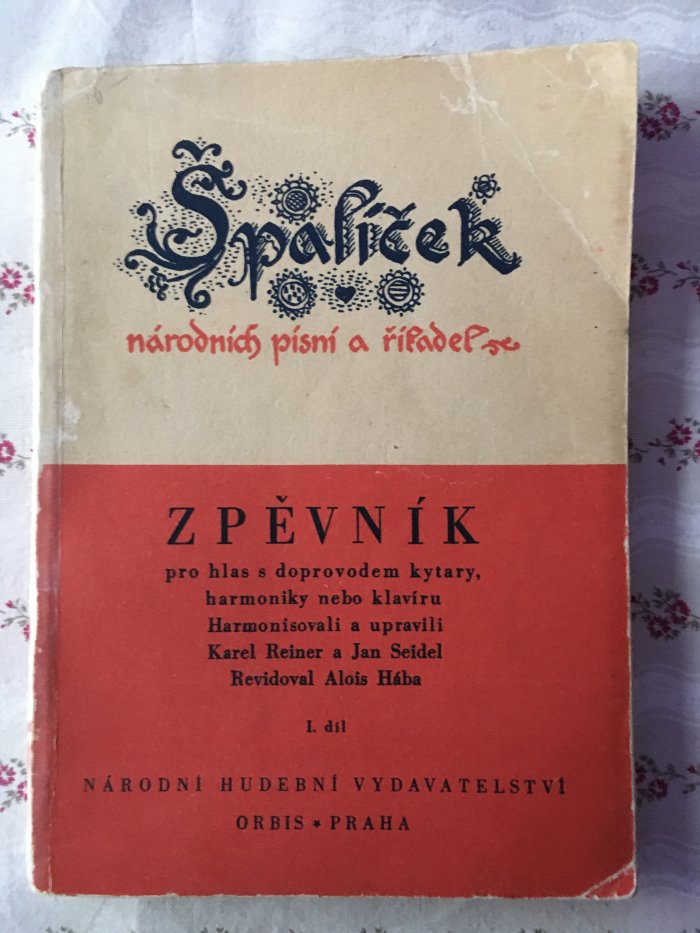 Špalíček
národních písní a říkadel
ZPĚVNÍK
pro hlas s doprovodem kytary,
harmoniky nebo klavíru
Harmonisovali a upravili
Karel Reiner a Jan Seidel
Revidoval Alois Hába
I. díl
NÁRODNÍ HUDEBNÍ VYDAVATELSTVÍ
ORBIS * PRAHA